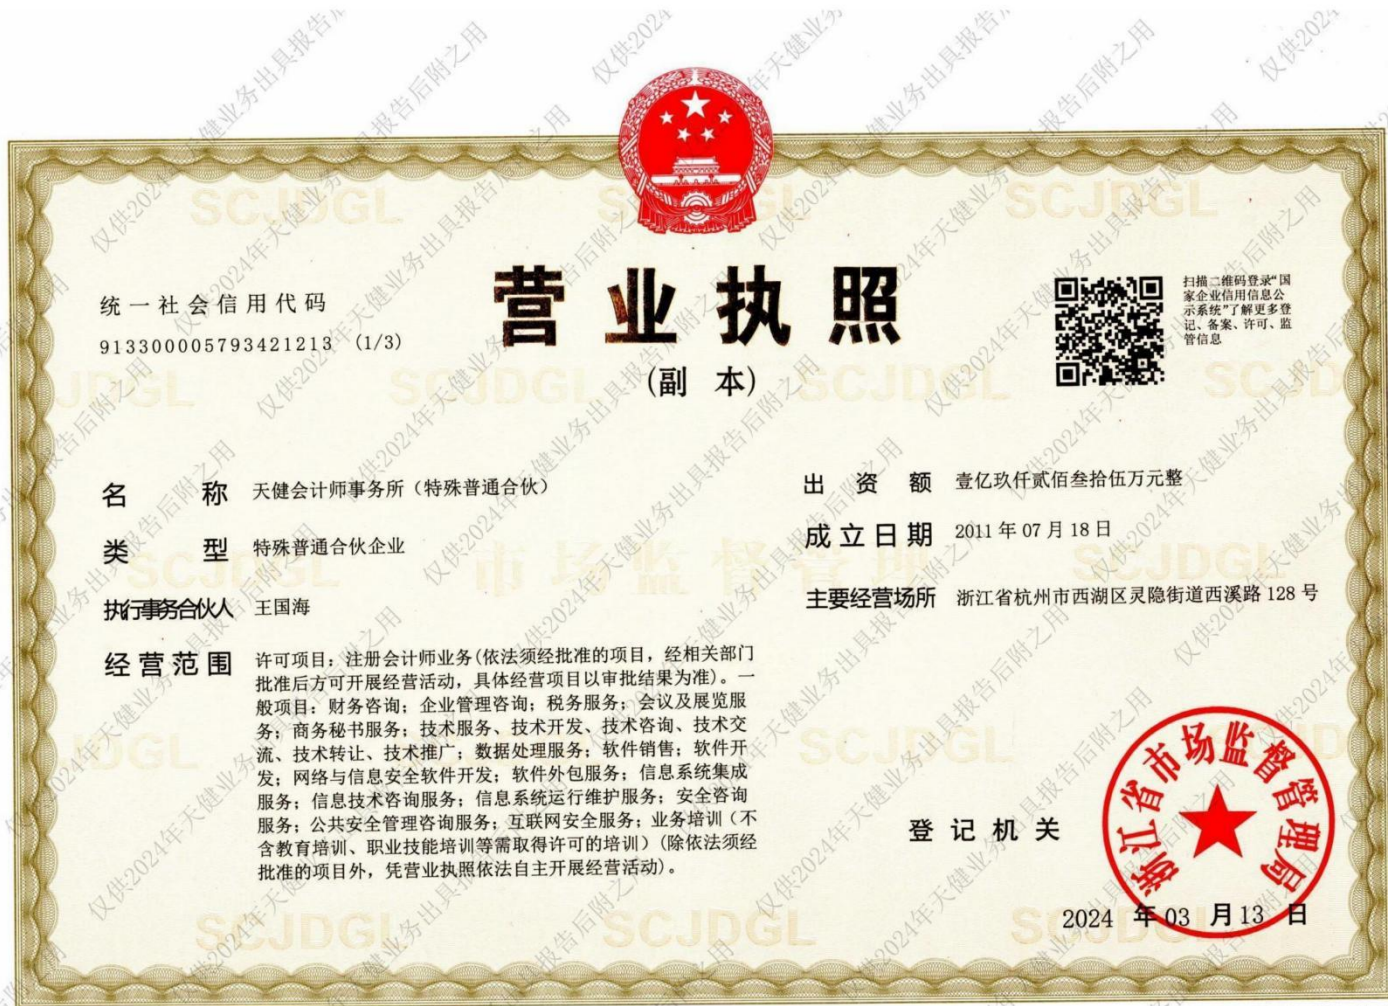 统一社会信用代码
913300005793421213 (1/3)
营业执照
(副 本)
扫描二维码登录“国
家企业信用信息公
示系统”了解更多登
记、备案、许可、监
管信息
名 称 天健会计师事务所（特殊普通合伙）
类 型 特殊普通合伙企业
执行事务合伙人 王国海
经营范围 许可项目：注册会计师业务(依法须经批准的项目，经相关部门
批准后方可开展经营活动，具体经营项目以审批结果为准)。一
般项目：财务咨询；企业管理咨询；税务服务；会议及展览服
务；商务秘书服务；技术服务、技术开发、技术咨询、技术交
流、技术转让、技术推广；数据处理服务；软件销售；软件开
发；网络与信息安全软件开发；软件外包服务；信息系统集成
服务；信息技术咨询服务；信息系统运行维护服务；安全咨询
服务；公共安全管理咨询服务；互联网安全服务；业务培训（不
含教育培训、职业技能培训等需取得许可的培训）(除依法须经
批准的项目外，凭营业执照依法自主开展经营活动)。
出 资 额 壹亿玖仟贰佰叁拾伍万元整
成立日期 2011年07月18日
主要经营场所 浙江省杭州市西湖区灵隐街道西溪路128号
登记机关
浙江省市场监督管理局
2024 年 03 月 13 日
SCJDGL
市场监督管理
仅供2024年天健业务出具报告后附之用